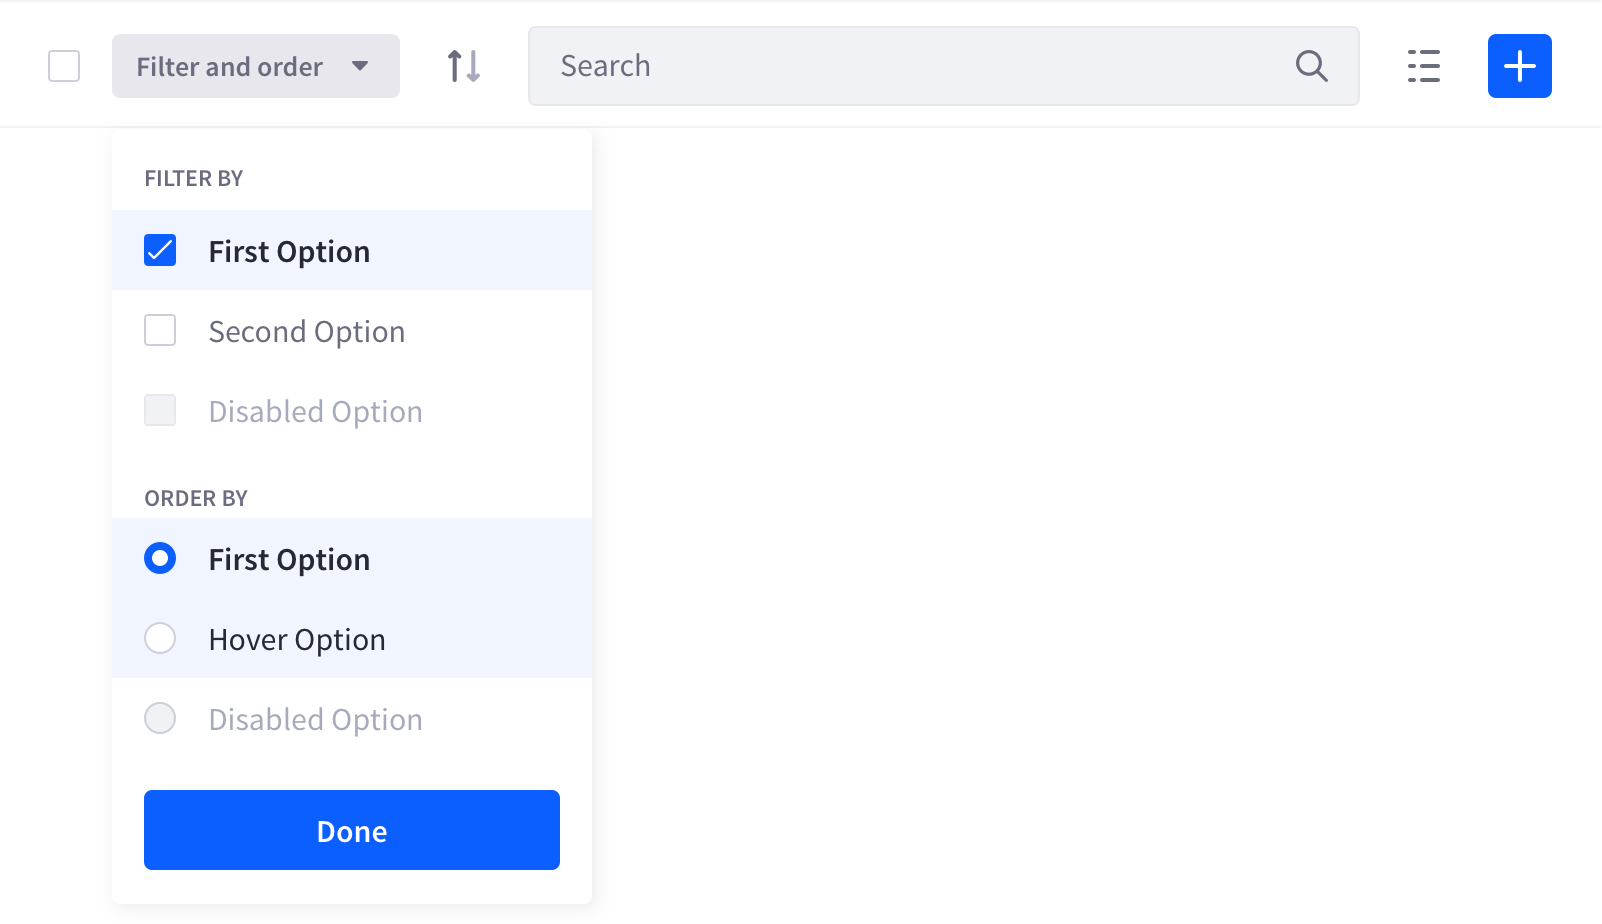 Filter and order
Search
FILTER BY
First Option
Second Option
Disabled Option
ORDER BY
First Option
Hover Option
Disabled Option
Done